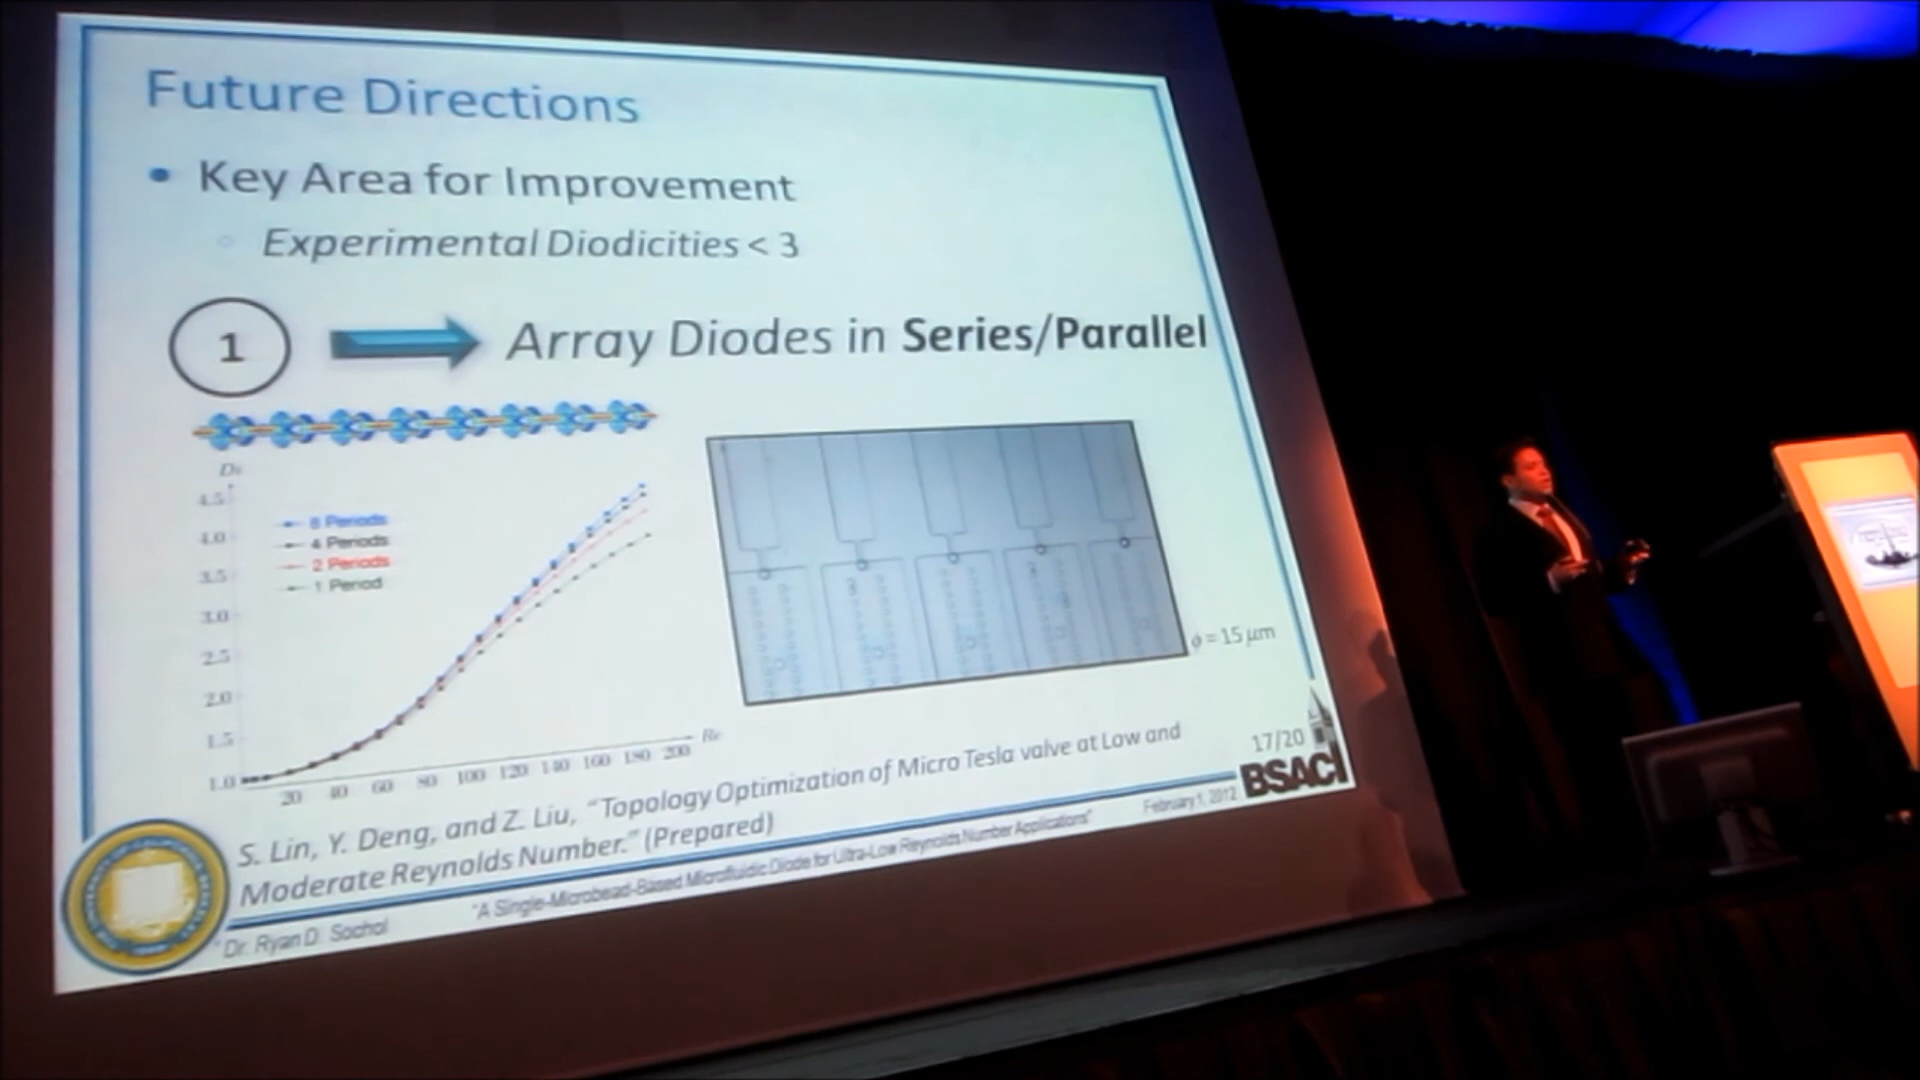 Future Directions
• Key Area for Improvement
○ Experimental Diodicities < 3
1
Array Diodes in Series/Parallel
Di
4.5
4.0
3.5
3.0
2.5
2.0
1.5
1.0
8 Periods
4 Periods
2 Periods
1 Period
20 40 60 80 100 120 140 160 180 200 Re
ϕ = 15 μm
S. Lin, Y. Deng, and Z. Liu, "Topology Optimization of Micro Tesla valve at Low and
Moderate Reynolds Number." (Prepared)
17/20
BSAC
Dr. Ryan D. Sochol
"A Single-Microbead-Based Microfluidic Diode for Ultra-Low Reynolds Number Applications"
February 1, 2012